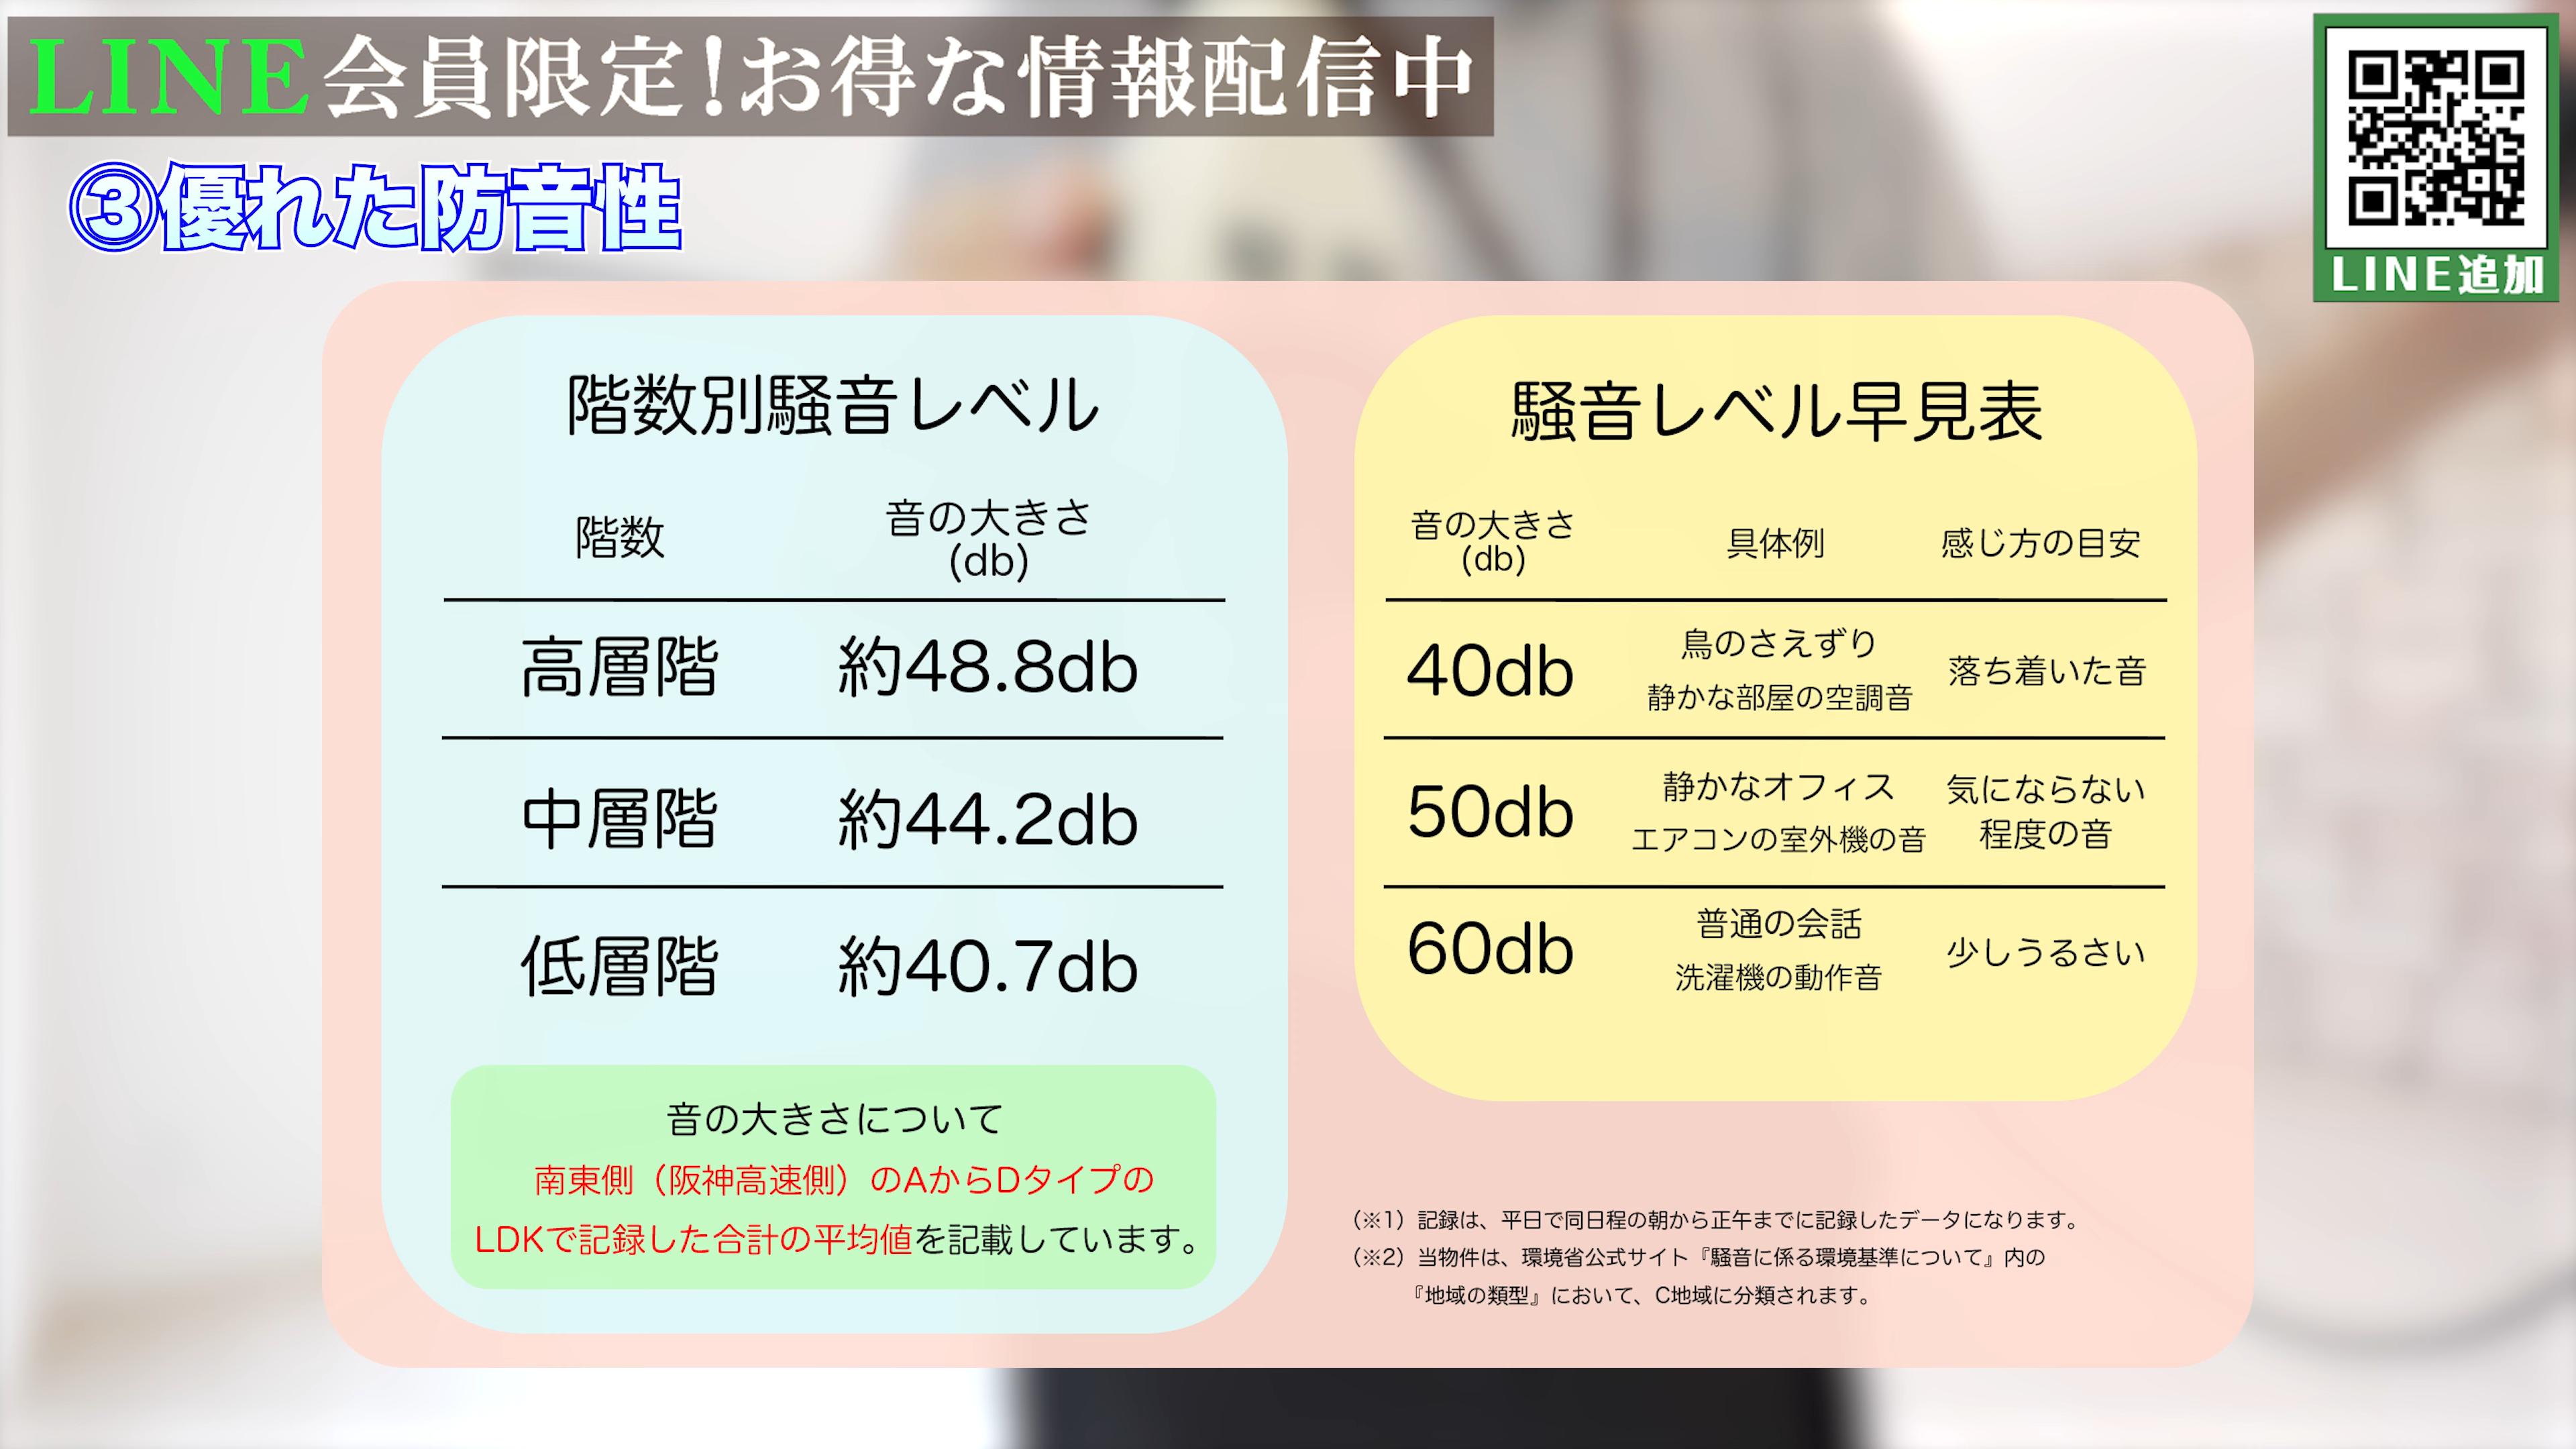 LINE会員限定！お得な情報配信中
③優れた防音性
LINE追加
階数別騒音レベル
階数
音の大きさ
(db)
高層階 約48.8db
中層階 約44.2db
低層階 約40.7db
音の大きさについて
南東側（阪神高速側）のAからDタイプの
LDKで記録した合計の平均値を記載しています。
騒音レベル早見表
音の大きさ
(db)
具体例
感じ方の目安
40db
鳥のさえずり
静かな部屋の空調音
落ち着いた音
50db
静かなオフィス
エアコンの室外機の音
気にならない
程度の音
60db
普通の会話
洗濯機の動作音
少しうるさい
（※1）記録は、平日で同日程の朝から正午までに記録したデータになります。
（※2）当物件は、環境省公式サイト『騒音に係る環境基準について』内の
『地域の類型』において、C地域に分類されます。